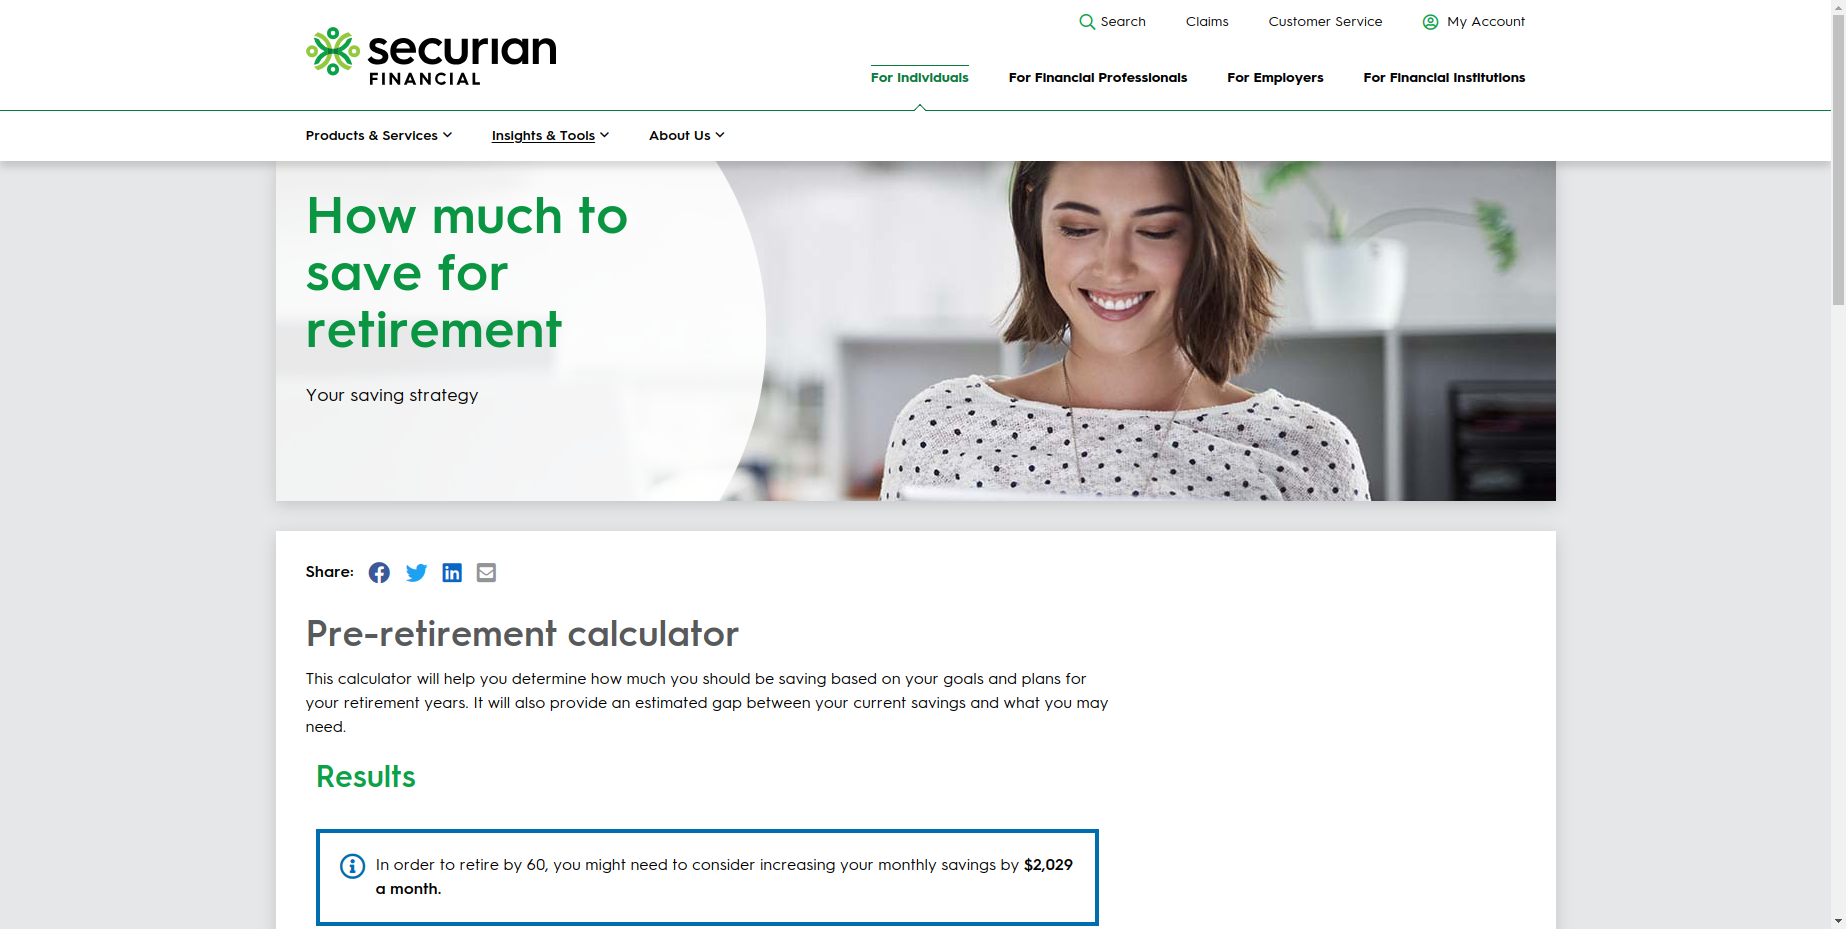 securian
FINANCIAL
Search
Claims
Customer Service
My Account
For Individuals
For Financial Professionals
For Employers
For Financial Institutions
Products & Services
Insights & Tools
About Us
How much to
save for
retirement
Your saving strategy
Share:
Pre-retirement calculator
This calculator will help you determine how much you should be saving based on your goals and plans for
your retirement years. It will also provide an estimated gap between your current savings and what you may
need.
Results
In order to retire by 60, you might need to consider increasing your monthly savings by $2,029
a month.